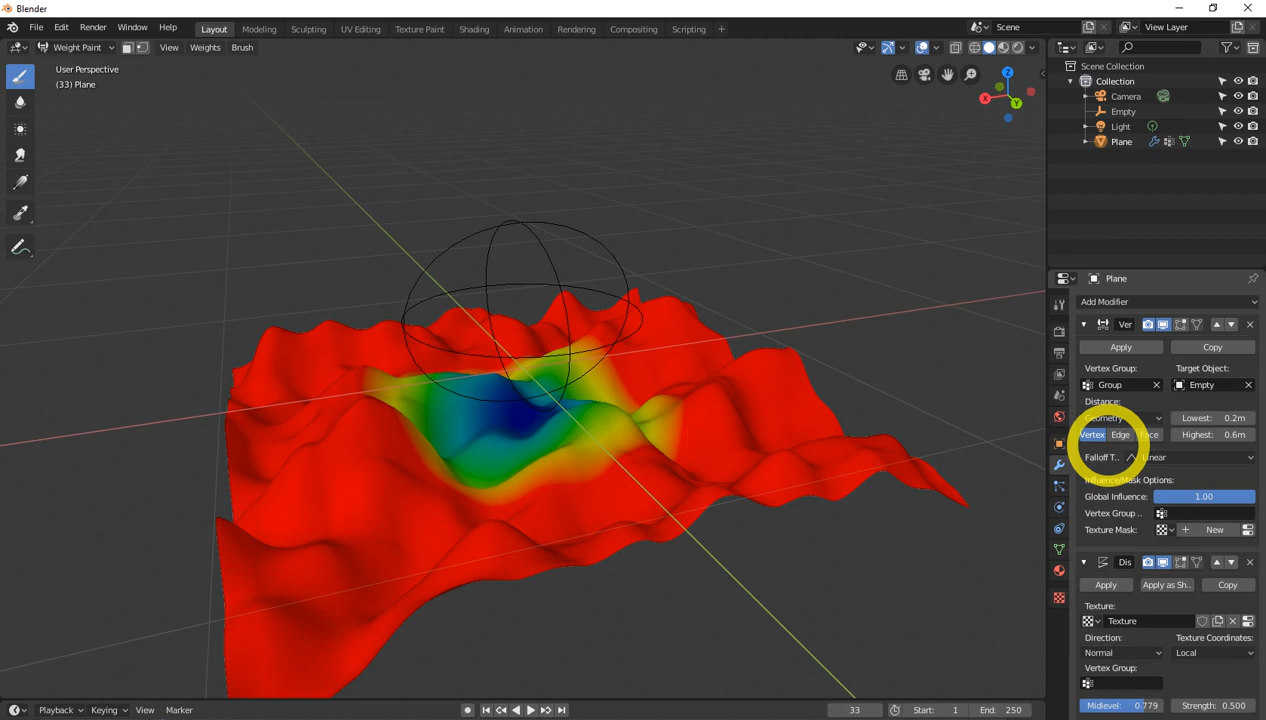 Blender
File Edit Render Window Help Layout Modeling Sculpting UV Editing Texture Paint Shading Animation Rendering Compositing Scripting + Scene View Layer
Weight Paint View Weights Brush
User Perspective
(33) Plane
X Y Z
Scene Collection
Collection
Camera
Empty
Light
Plane
Plane
Add Modifier
Ver
Apply Copy
Vertex Group: Target Object:
Group Empty
Distance:
Geometry Lowest: 0.2m
Vertex Edge Face Highest: 0.6m
Falloff T.. Linear
Influence/Mask Options:
Global Influence: 1.00
Vertex Group ..
Texture Mask: + New
Dis
Apply Apply as Sh.. Copy
Texture:
Texture
Direction: Texture Coordinates:
Normal Local
Vertex Group:
Midlevel: 0.779 Strength: 0.500
Playback Keying View Marker 33 Start: 1 End: 250